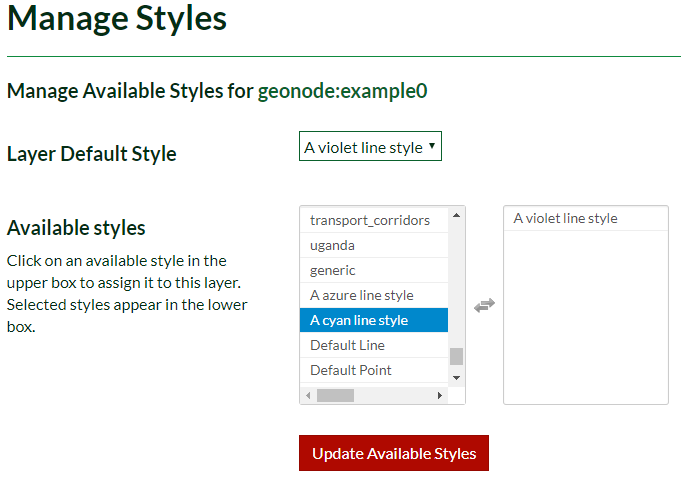 Manage Styles
Manage Available Styles for geonode:example0
Layer Default Style
A violet line style
Available styles
Click on an available style in the
upper box to assign it to this layer.
Selected styles appear in the lower
box.
transport_corridors
uganda
generic
A azure line style
A cyan line style
Default Line
Default Point
A violet line style
Update Available Styles